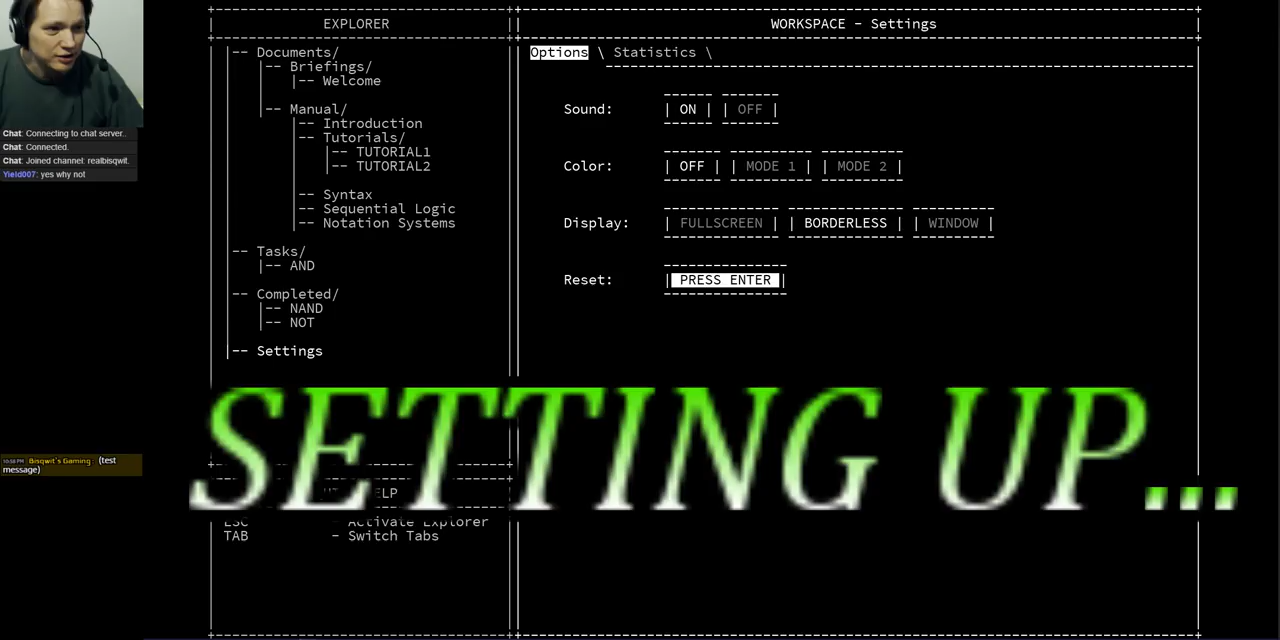 EXPLORER
WORKSPACE - Settings
|-- Documents/
|-- Briefings/
|-- Welcome
|-- Manual/
|-- Introduction
|-- Tutorials/
|-- TUTORIAL1
|-- TUTORIAL2
|-- Syntax
|-- Sequential Logic
|-- Notation Systems
-- Tasks/
|-- AND
-- Completed/
|-- NAND
|-- NOT
|-- Settings
Options \ Statistics \
Sound: | ON | | OFF |
Color: | OFF | | MODE 1 | | MODE 2 |
Display: | FULLSCREEN | | BORDERLESS | | WINDOW |
Reset: | PRESS ENTER |
Chat: Connecting to chat server..
Chat: Connected.
Chat: Joined channel: realbisqwit.
Yield007: yes why not
Bisqwit's Gaming: (test
message)
SETTING UP...
ESC - Activate Explorer
TAB - Switch Tabs